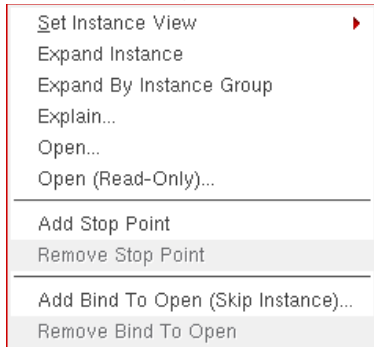 Set Instance View
Expand Instance
Expand By Instance Group
Explain...
Open...
Open (Read-Only)...
Add Stop Point
Remove Stop Point
Add Bind To Open (Skip Instance)...
Remove Bind To Open